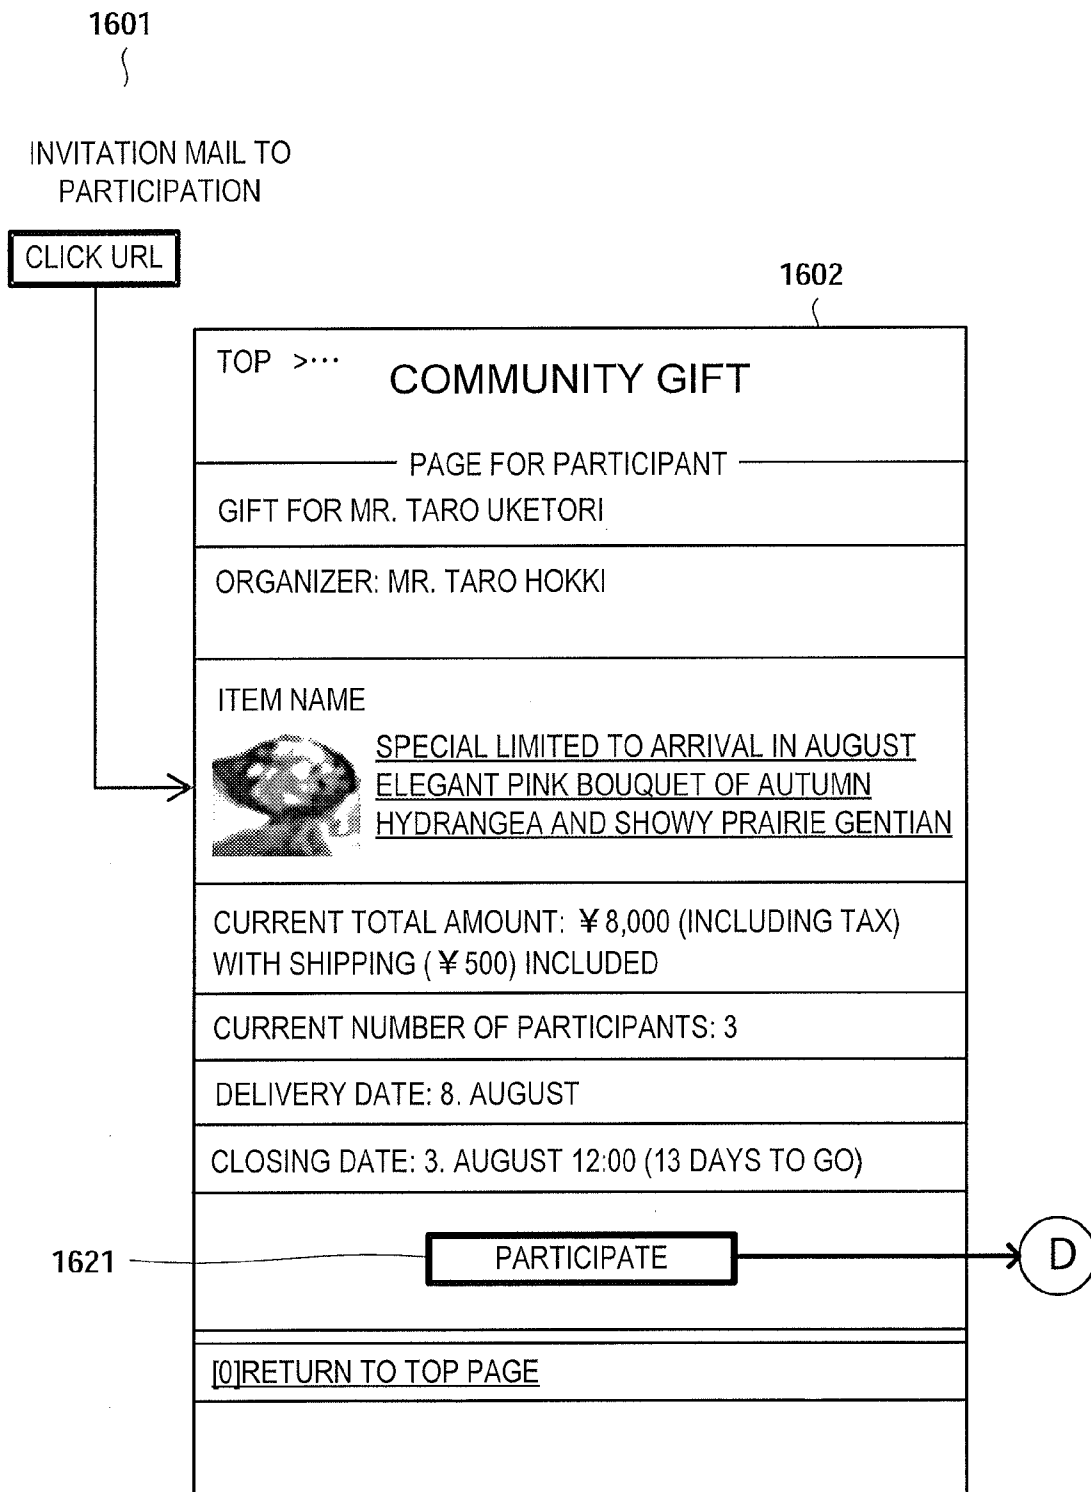 1601
INVITATION MAIL TO
PARTICIPATION
CLICK URL
1602
TOP >···
COMMUNITY GIFT
PAGE FOR PARTICIPANT
GIFT FOR MR. TARO UKETORI
ORGANIZER: MR. TARO HOKKI
ITEM NAME
SPECIAL LIMITED TO ARRIVAL IN AUGUST
ELEGANT PINK BOUQUET OF AUTUMN
HYDRANGEA AND SHOWY PRAIRIE GENTIAN
CURRENT TOTAL AMOUNT: ¥8,000 (INCLUDING TAX)
WITH SHIPPING (¥500) INCLUDED
CURRENT NUMBER OF PARTICIPANTS: 3
DELIVERY DATE: 8. AUGUST
CLOSING DATE: 3. AUGUST 12:00 (13 DAYS TO GO)
1621
PARTICIPATE
D
[0]RETURN TO TOP PAGE